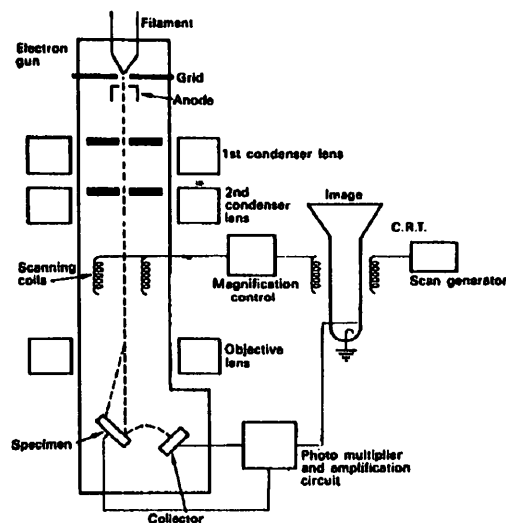 Filament
Electron
gun
Grid
Anode
1st condenser lens
2nd
condenser
lens
Image
C.R.T.
Scanning
coils
Magnification
control
Scan generator
Objective
lens
Specimen
Photo multiplier
and amplification
circuit
Collector